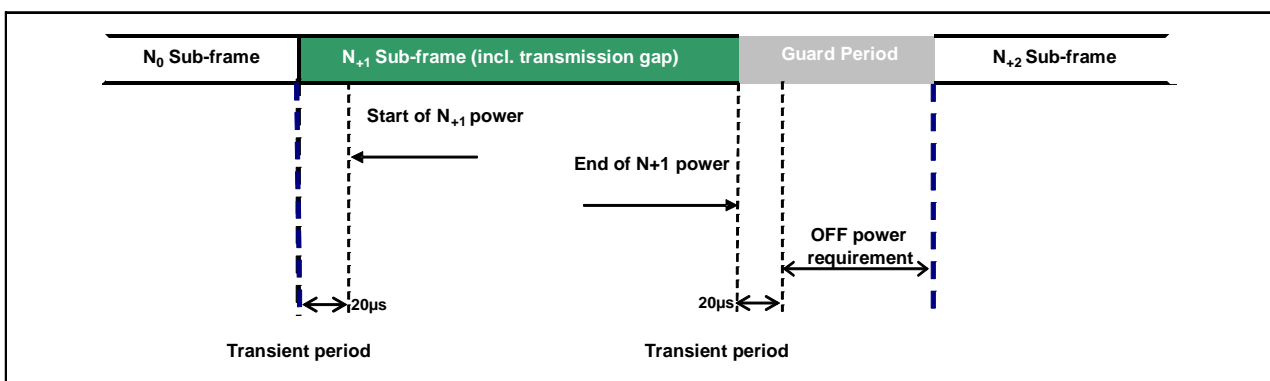 N0 Sub-frame
N+1 Sub-frame (incl. transmission gap)
Guard Period
N+2 Sub-frame
Start of N+1 power
End of N+1 power
OFF power
requirement
20µs
20µs
Transient period
Transient period